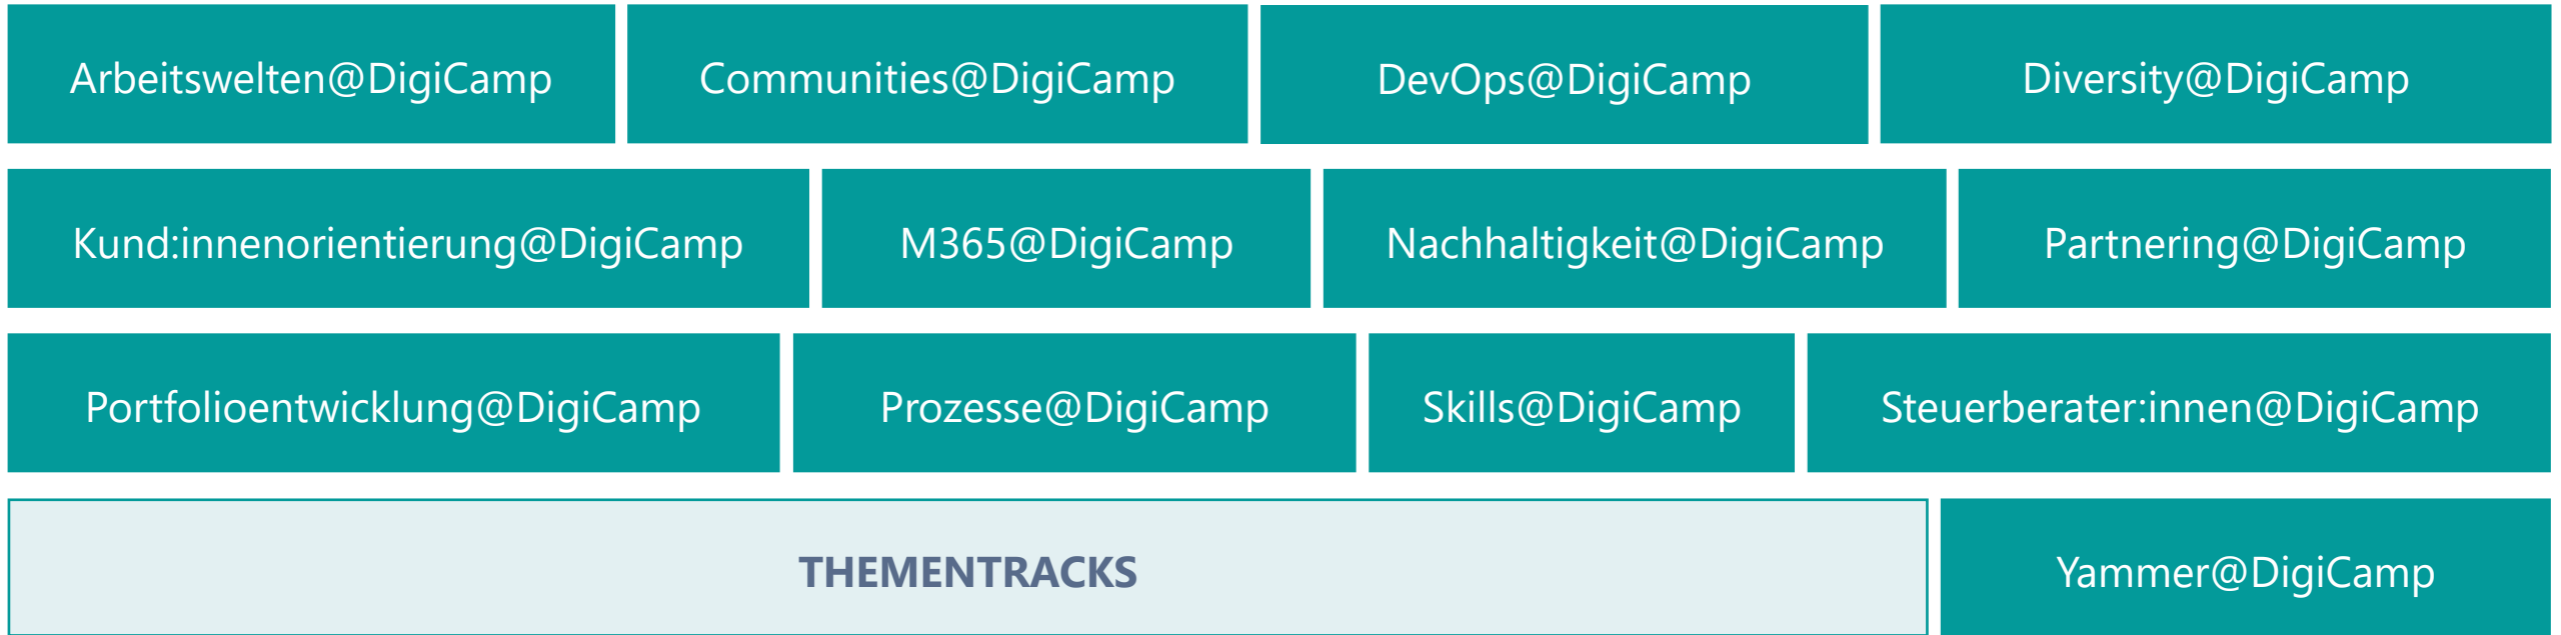 Arbeitswelten@DigiCamp
Communities@DigiCamp
DevOps@DigiCamp
Diversity@DigiCamp
Kund:innenorientierung@DigiCamp
M365@DigiCamp
Nachhaltigkeit@DigiCamp
Partnering@DigiCamp
Portfolioentwicklung@DigiCamp
Prozesse@DigiCamp
Skills@DigiCamp
Steuerberater:innen@DigiCamp
THEMENTRACKS
Yammer@DigiCamp